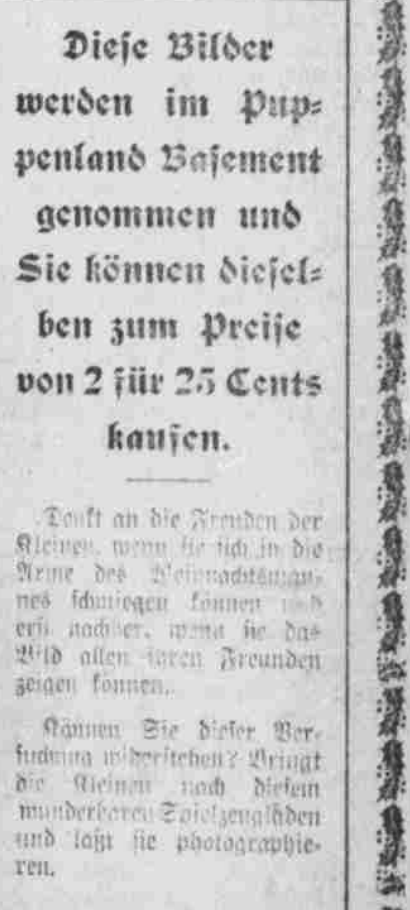 Diese Bilder
werden im Pup-
penland Basement
genommen und
Sie können diesel-
ben zum Preise
von 2 für 25 Cents
kaufen.
Denkt an die Freuden der
Kleinen, wenn sie sich in die
Arme des Weihnachtsman-
nes schmiegen können und
erst nachher, wenn sie das
Bild allen ihren Freunden
zeigen können.
Können Sie dieser Ver-
suchung widerstehen? Bringt
die Kleinen nach diesem
wunderbaren Spielzeugläden
und laßt sie photographie-
ren.